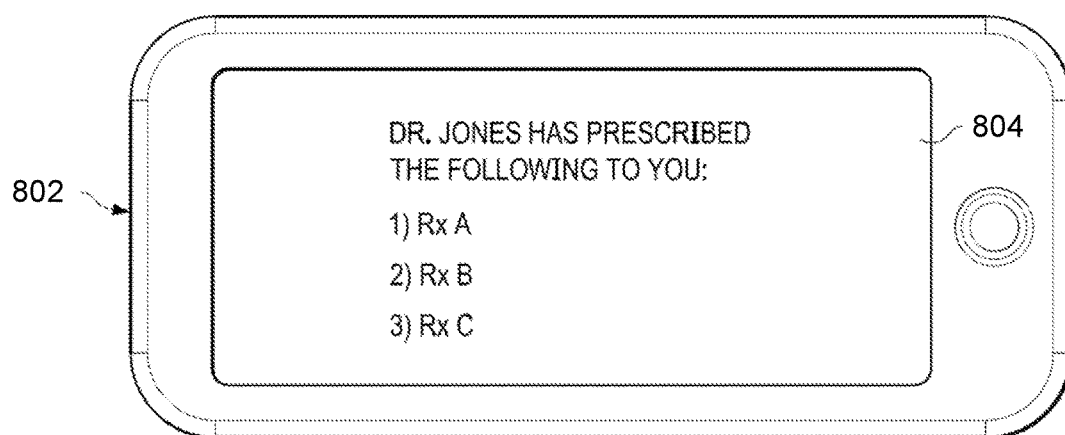 DR. JONES HAS PRESCRIBED
THE FOLLOWING TO YOU:
1) Rx A
2) Rx B
3) Rx C
802
804